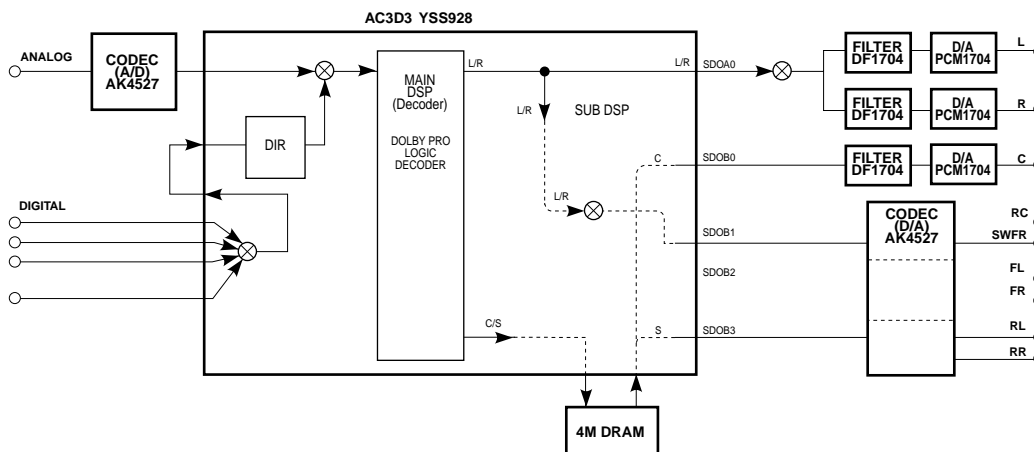 AC3D3 YSS928
ANALOG
CODEC
(A/D)
AK4527
MAIN
DSP
(Decoder)
DOLBY PRO
LOGIC
DECODER
L/R
L/R
SDOA0
FILTER
DF1704
D/A
PCM1704
L
L/R
SUB DSP
DIR
FILTER
DF1704
D/A
PCM1704
R
C
SDOB0
FILTER
DF1704
D/A
PCM1704
C
L/R
DIGITAL
SDOB1
CODEC
(D/A)
AK4527
RC
SWFR
SDOB2
FL
FR
C/S
S
SDOB3
RL
RR
4M DRAM